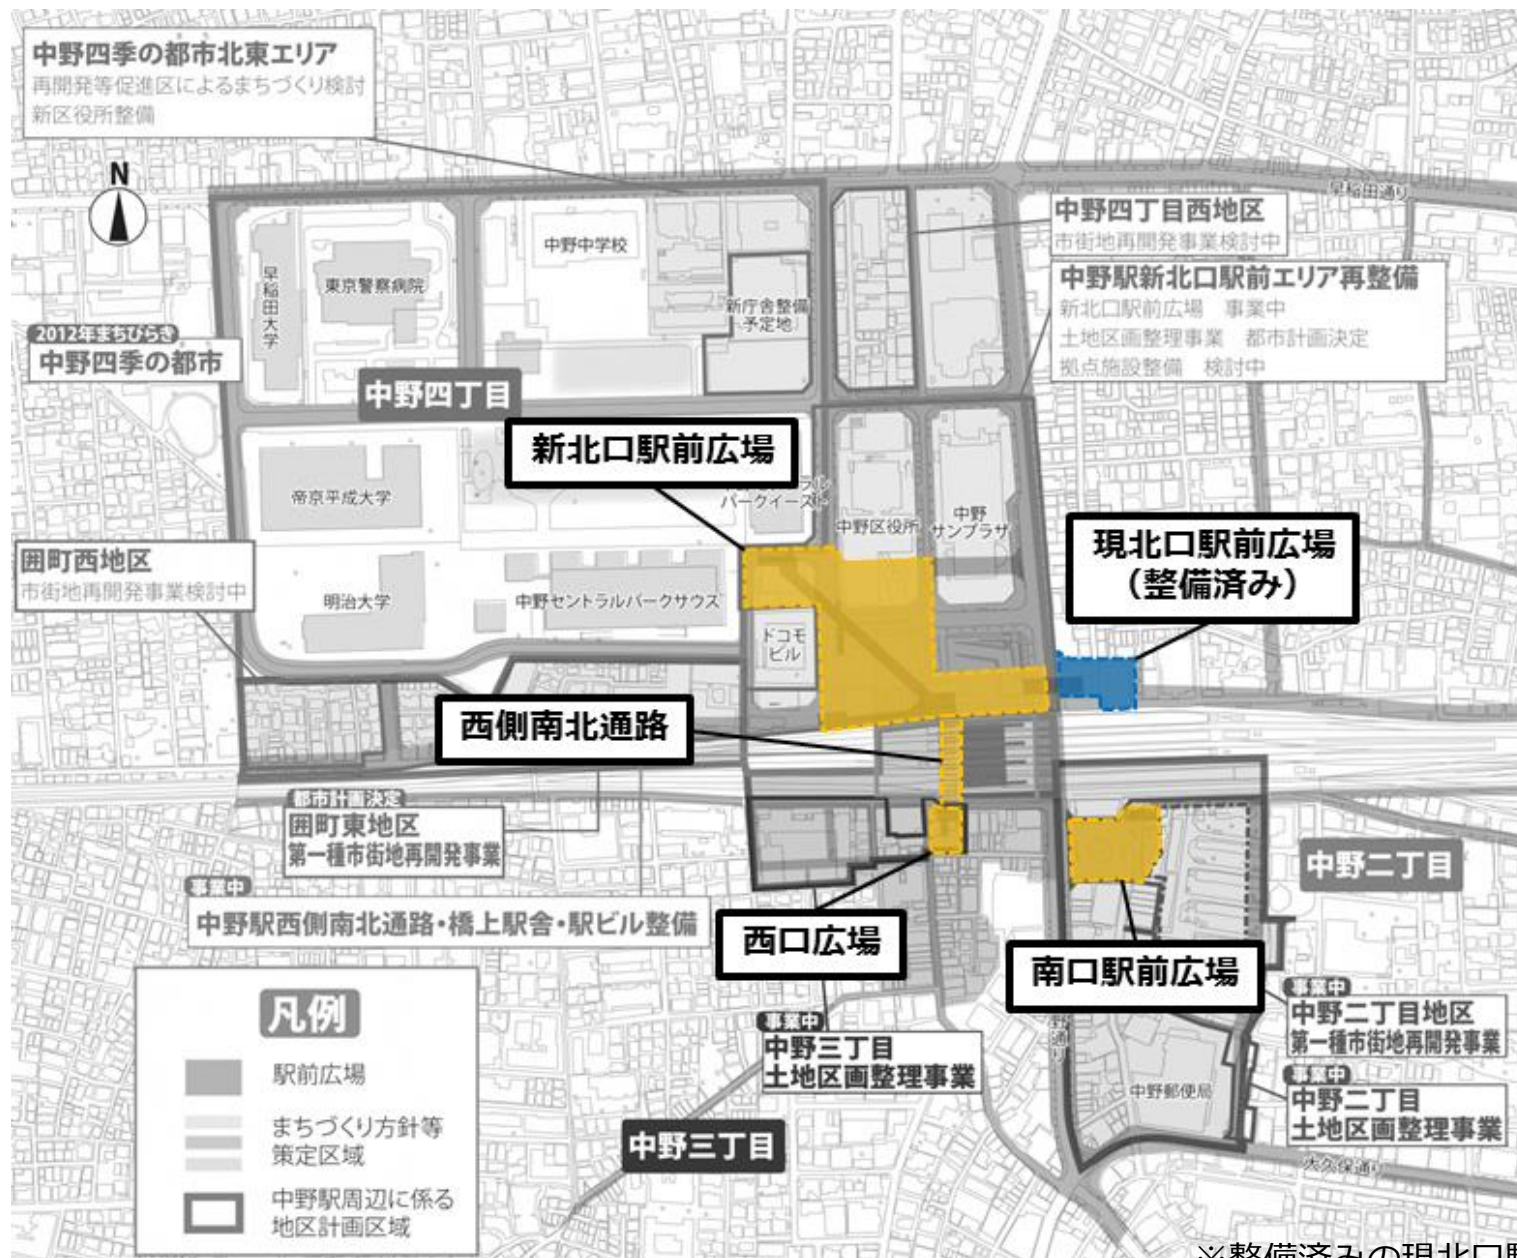 中野四季の都市北東エリア
再開発等促進区によるまちづくり検討
新区役所整備
N
早稲田通り
中野四丁目西地区
市街地再開発事業検討中
中野駅新北口駅前エリア再整備
新北口駅前広場 事業中
土地区画整理事業 都市計画決定
拠点施設整備 検討中
中野中学校
東京警察病院
早稲田大学
新庁舎整備
予定地
2012年まちびらき
中野四季の都市
中野四丁目
新北口駅前広場
ラル
パークイースト
帝京平成大学
中野区役所
中野
サンプラザ
現北口駅前広場
（整備済み）
囲町西地区
市街地再開発事業検討中
明治大学
中野セントラルパークサウス
ドコモ
ビル
西側南北通路
都市計画決定
囲町東地区
第一種市街地再開発事業
中野二丁目
事業中
中野駅西側南北通路・橋上駅舎・駅ビル整備
西口広場
南口駅前広場
凡例
駅前広場
まちづくり方針等
策定区域
中野駅周辺に係る
地区計画区域
事業中
中野三丁目
土地区画整理事業
通り
事業中
中野二丁目地区
第一種市街地再開発事業
事業中
中野二丁目
土地区画整理事業
中野郵便局
中野三丁目
大久保通り
※整備済みの現北口